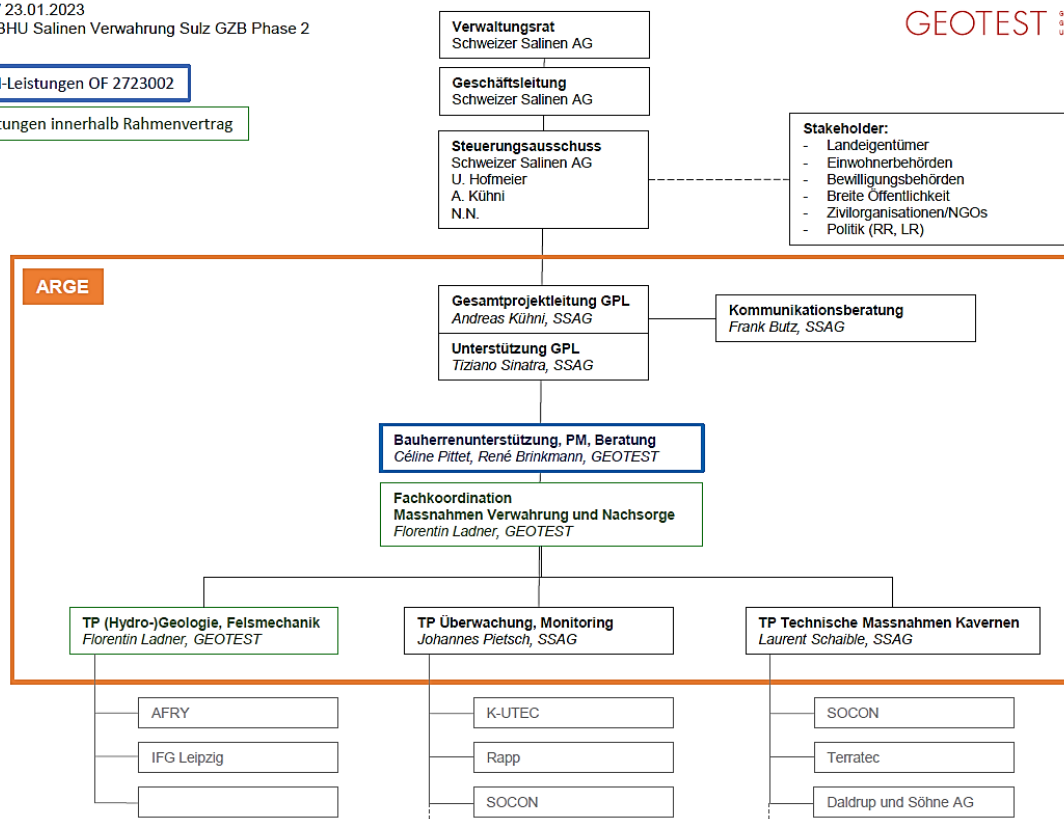 / 23.01.2023
BHU Salinen Verwahrung Sulz GZB Phase 2
GEOTEST
-Leistungen OF 2723002
tungen innerhalb Rahmenvertrag
Verwaltungsrat
Schweizer Salinen AG
Geschäftsleitung
Schweizer Salinen AG
Steuerungsausschuss
Schweizer Salinen AG
U. Hofmeier
A. Kühni
N.N.
Stakeholder:
- Landeigentümer
- Einwohnerbehörden
- Bewilligungsbehörden
- Breite Öffentlichkeit
- Zivilorganisationen/NGOs
- Politik (RR, LR)
ARGE
Gesamtprojektleitung GPL
Andreas Kühni, SSAG
Unterstützung GPL
Tiziano Sinatra, SSAG
Kommunikationsberatung
Frank Butz, SSAG
Bauherrenunterstützung, PM, Beratung
Céline Pittet, René Brinkmann, GEOTEST
Fachkoordination
Massnahmen Verwahrung und Nachsorge
Florentin Ladner, GEOTEST
TP (Hydro-)Geologie, Felsmechanik
Florentin Ladner, GEOTEST
TP Überwachung, Monitoring
Johannes Pietsch, SSAG
TP Technische Massnahmen Kavernen
Laurent Schaible, SSAG
AFRY
IFG Leipzig
K-UTEC
Rapp
SOCON
SOCON
Terratec
Daldrup und Söhne AG